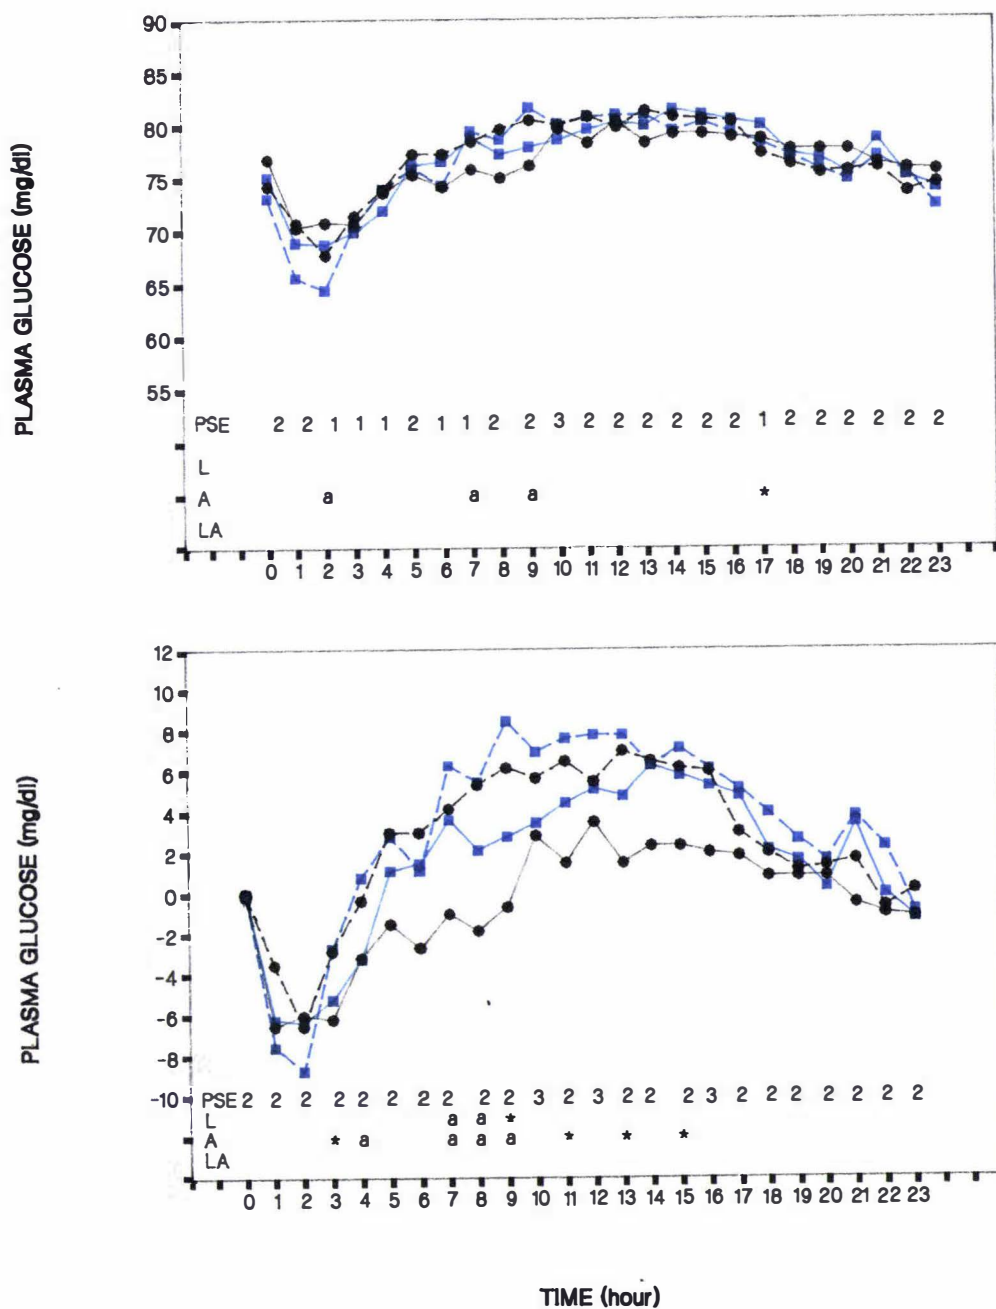 PLASMA GLUCOSE (mg/dl)
90
85
80
75
70
65
60
55
PSE 2 2 1 1 1 2 1 1 2 2 3 2 2 2 2 2 2 1 2 2 2 2 2 2
L
A a a a *
LA
0 1 2 3 4 5 6 7 8 9 10 11 12 13 14 15 16 17 18 19 20 21 22 23
PLASMA GLUCOSE (mg/dl)
12
10
8
6
4
2
0
-2
-4
-6
-8
-10
PSE 2 2 2 2 2 2 2 2 2 2 3 2 3 2 2 2 3 2 2 2 2 2 2 2
L a a *
A * a a a a * * *
LA
0 1 2 3 4 5 6 7 8 9 10 11 12 13 14 15 16 17 18 19 20 21 22 23
TIME (hour)